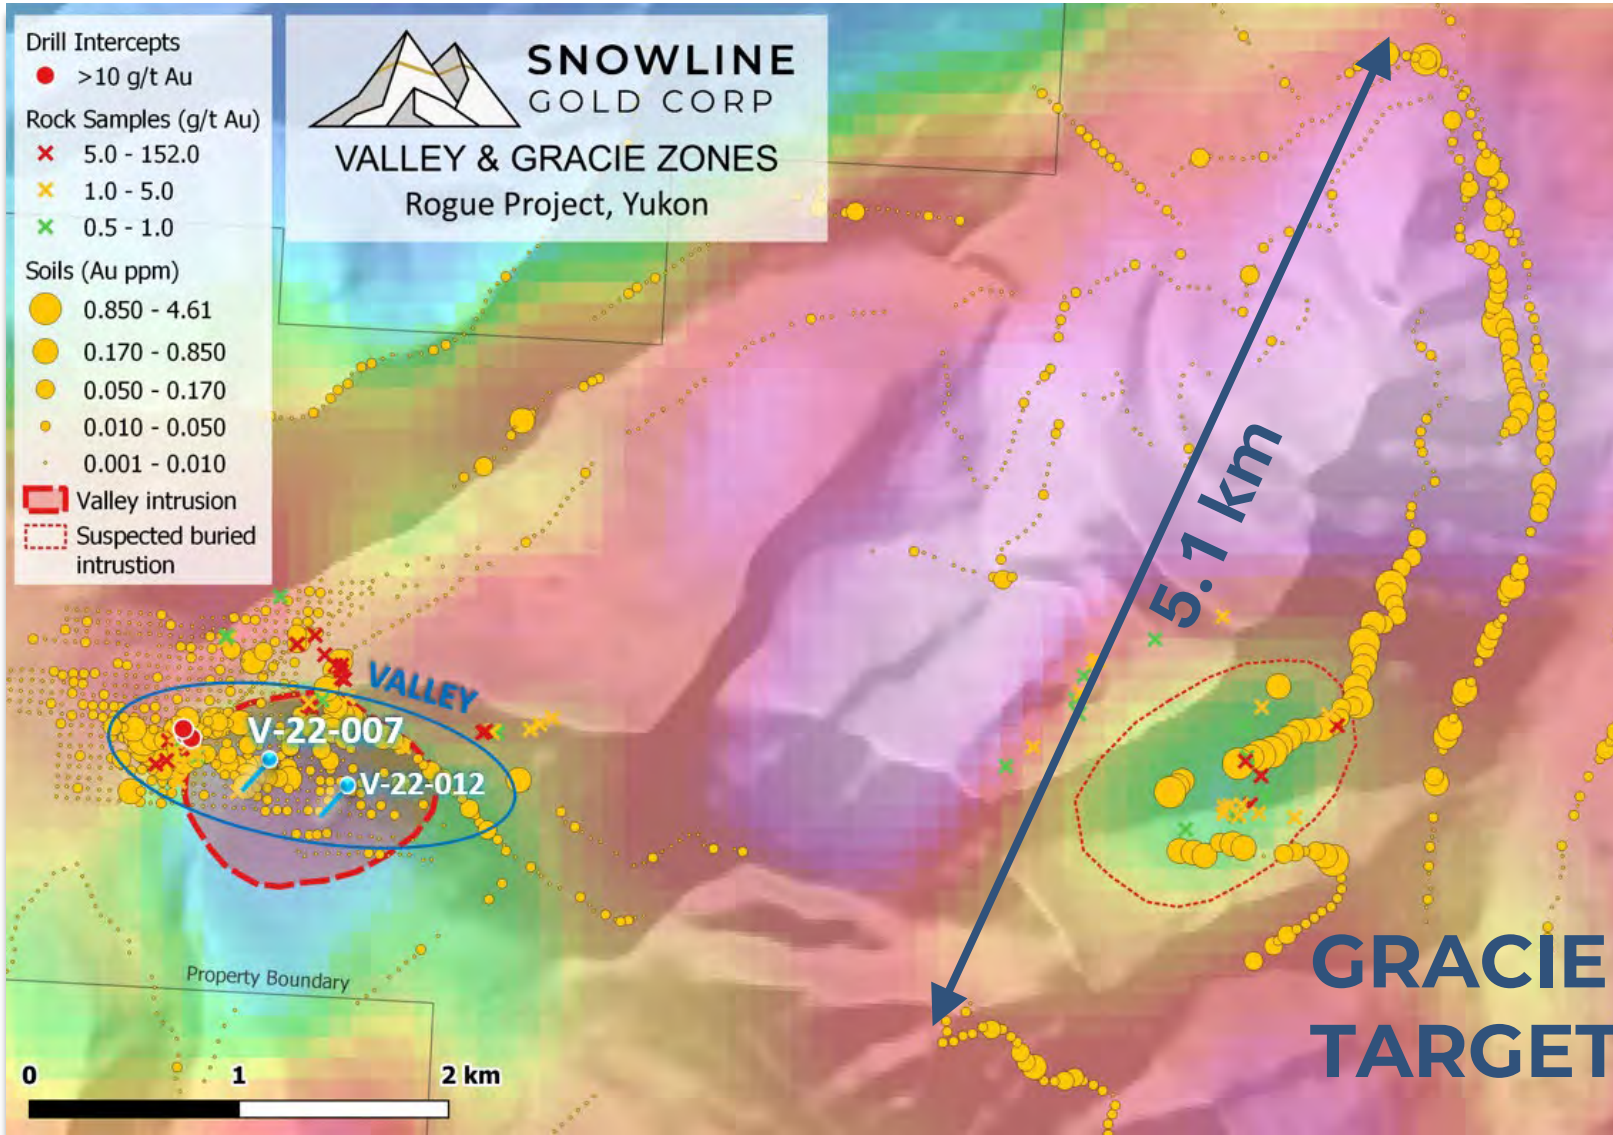 Drill Intercepts
>10 g/t Au
Rock Samples (g/t Au)
5.0 - 152.0
1.0 - 5.0
0.5 - 1.0
Soils (Au ppm)
0.850 - 4.61
0.170 - 0.850
0.050 - 0.170
0.010 - 0.050
0.001 - 0.010
Valley intrusion
Suspected buried
intrustion
SNOWLINE
GOLD CORP
VALLEY & GRACIE ZONES
Rogue Project, Yukon
5.1 km
VALLEY
V-22-007
V-22-012
GRACIE
TARGET
Property Boundary
0 1 2 km